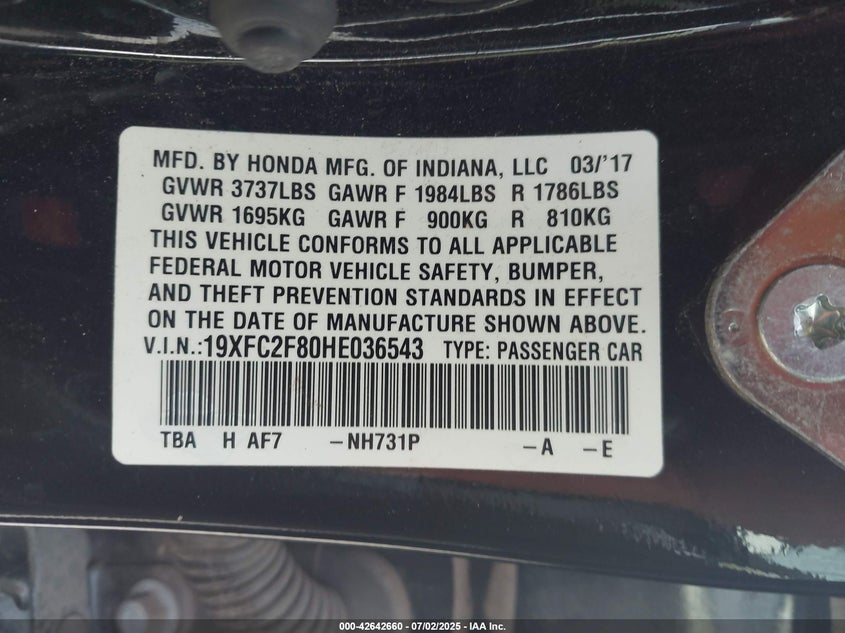 MFD. BY HONDA MFG. OF INDIANA, LLC 03/'17
GVWR 3737LBS GAWR F 1984LBS R 1786LBS
GVWR 1695KG GAWR F 900KG R 810KG
THIS VEHICLE CONFORMS TO ALL APPLICABLE
FEDERAL MOTOR VEHICLE SAFETY, BUMPER,
AND THEFT PREVENTION STANDARDS IN EFFECT
ON THE DATE OF MANUFACTURE SHOWN ABOVE.
V.I.N.:19XFC2F80HE036543 TYPE: PASSENGER CAR
TBA H AF7 –NH731P –A –E
000-42642660 - 07/02/2025 - IAA Inc.